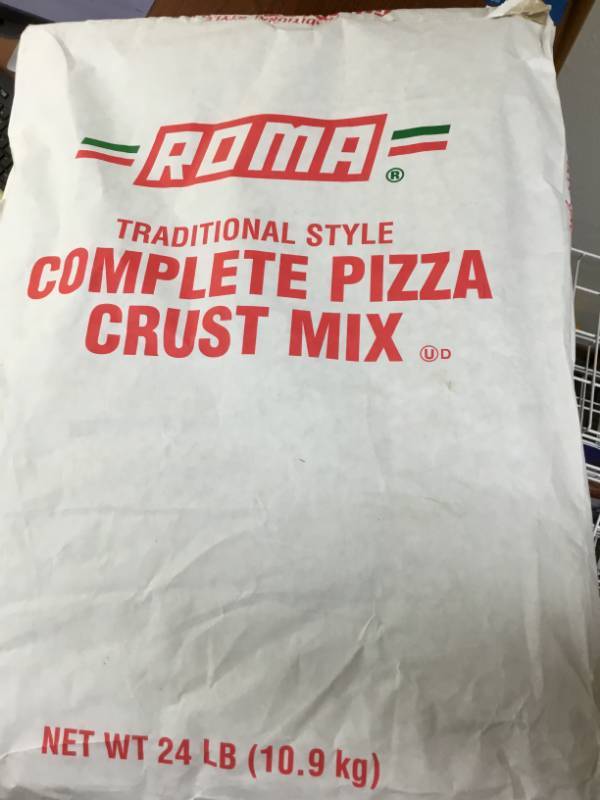 ROMA ®
TRADITIONAL STYLE
COMPLETE PIZZA
CRUST MIX Ⓤ D
NET WT 24 LB (10.9 kg)